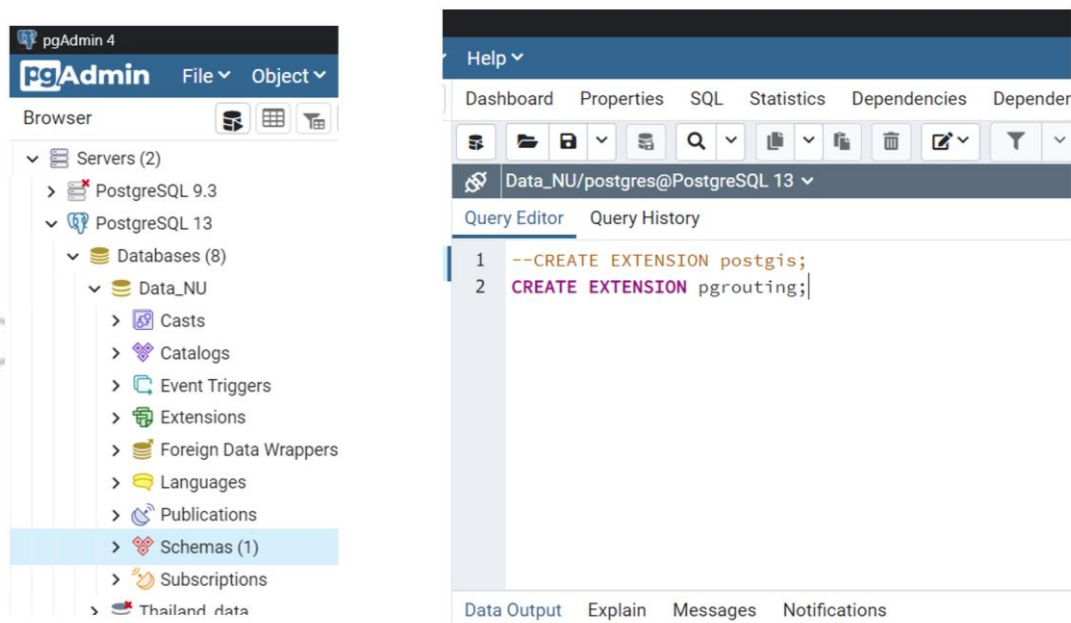 pgAdmin 4
pgAdmin File Object
Browser
Servers (2)
PostgreSQL 9.3
PostgreSQL 13
Databases (8)
Data_NU
Casts
Catalogs
Event Triggers
Extensions
Foreign Data Wrappers
Languages
Publications
Schemas (1)
Subscriptions
Thailand_data
Help
Dashboard Properties SQL Statistics Dependencies Depender
Data_NU/postgres@PostgreSQL 13
Query Editor Query History
1 --CREATE EXTENSION postgis;
2 CREATE EXTENSION pgrouting;
Data Output Explain Messages Notifications